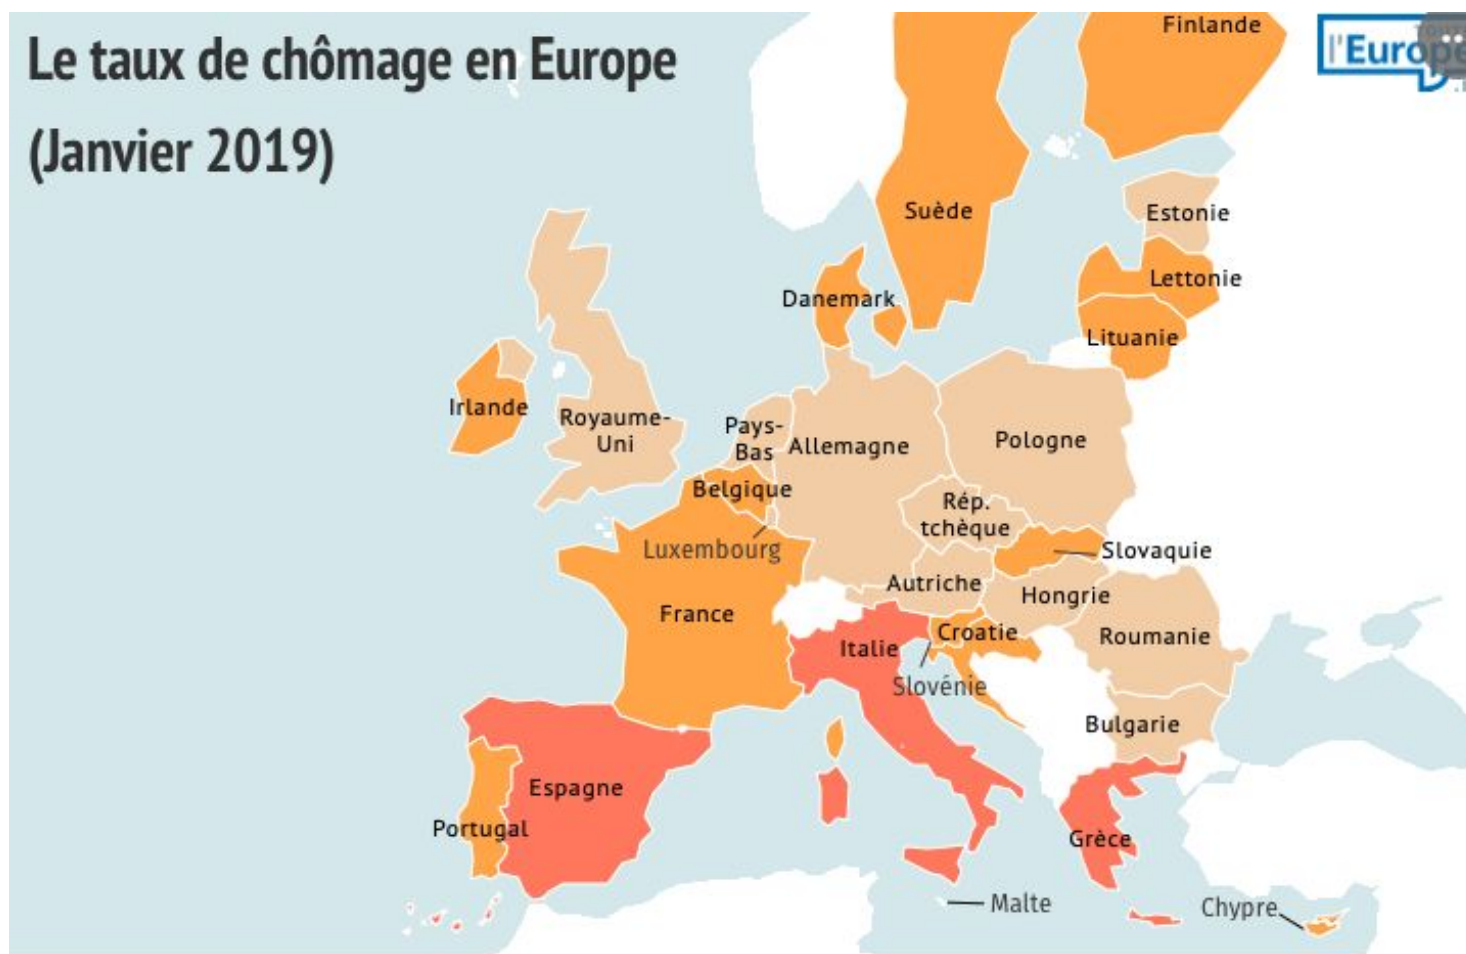 Le taux de chômage en Europe
(Janvier 2019)
Finlande
l'Europe
Suède
Estonie
Lettonie
Danemark
Lituanie
Irlande
Royaume-
Uni
Pays-
Bas
Allemagne
Pologne
Belgique
Rép.
tchèque
Luxembourg
Slovaquie
Autriche
Hongrie
France
Croatie
Roumanie
Italie
Slovénie
Bulgarie
Espagne
Portugal
Grèce
Malte
Chypre